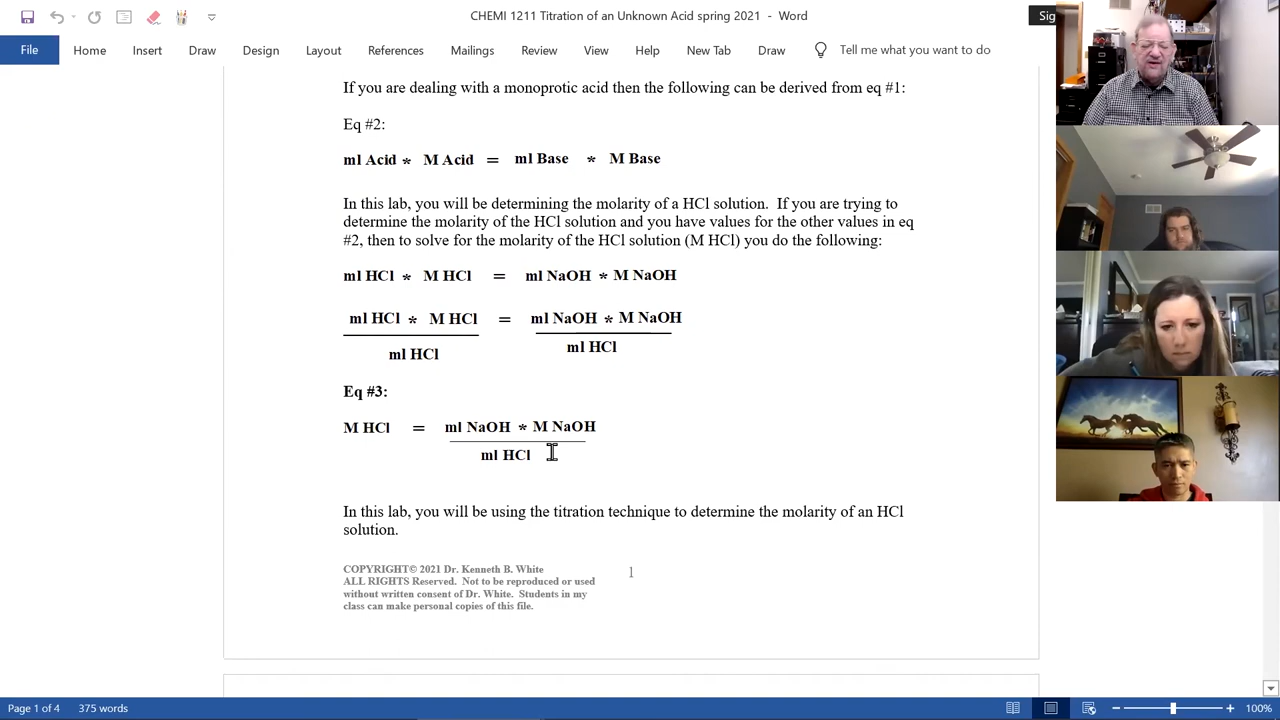 CHEMI 1211 Titration of an Unknown Acid spring 2021 - Word
Sig
File Home Insert Draw Design Layout References Mailings Review View Help New Tab Draw Tell me what you want to do
If you are dealing with a monoprotic acid then the following can be derived from eq #1:
Eq #2:
ml Acid * M Acid = ml Base * M Base
In this lab, you will be determining the molarity of a HCl solution. If you are trying to
determine the molarity of the HCl solution and you have values for the other values in eq
#2, then to solve for the molarity of the HCl solution (M HCl) you do the following:
ml HCl * M HCl = ml NaOH * M NaOH
ml HCl * M HCl = ml NaOH * M NaOH
ml HCl ml HCl
Eq #3:
M HCl = ml NaOH * M NaOH
ml HCl
In this lab, you will be using the titration technique to determine the molarity of an HCl
solution.
COPYRIGHT© 2021 Dr. Kenneth B. White
ALL RIGHTS Reserved. Not to be reproduced or used
without written consent of Dr. White. Students in my
class can make personal copies of this file.
1
Page 1 of 4 375 words 100%